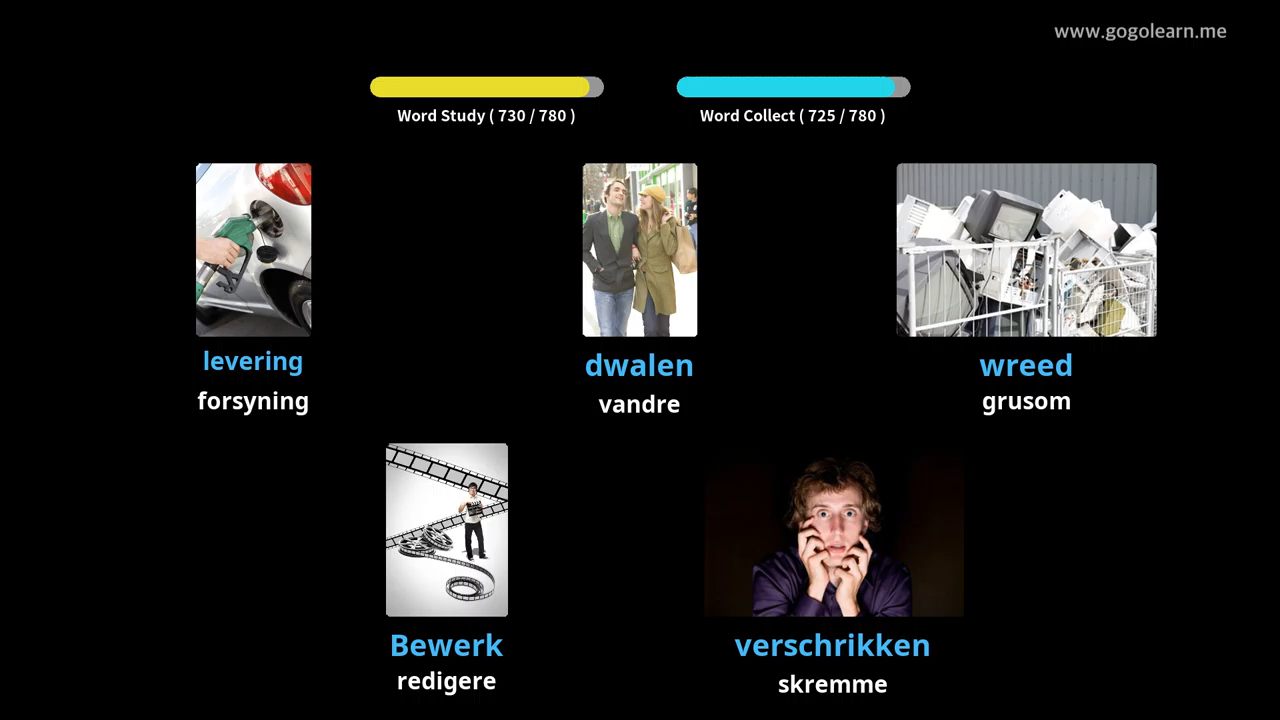 www.gogolearn.me
Word Study ( 730 / 780 )
Word Collect ( 725 / 780 )
levering
forsyning
dwalen
vandre
wreed
grusom
Bewerk
redigere
verschrikken
skremme